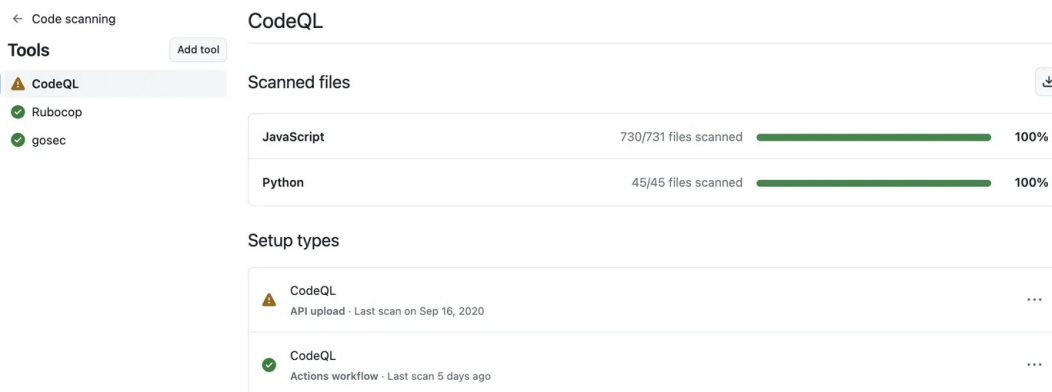 ← Code scanning
Tools
Add tool
CodeQL
Rubocop
gosec
CodeQL
Scanned files
JavaScript 730/731 files scanned 100%
Python 45/45 files scanned 100%
Setup types
CodeQL
API upload · Last scan on Sep 16, 2020
CodeQL
Actions workflow · Last scan 5 days ago